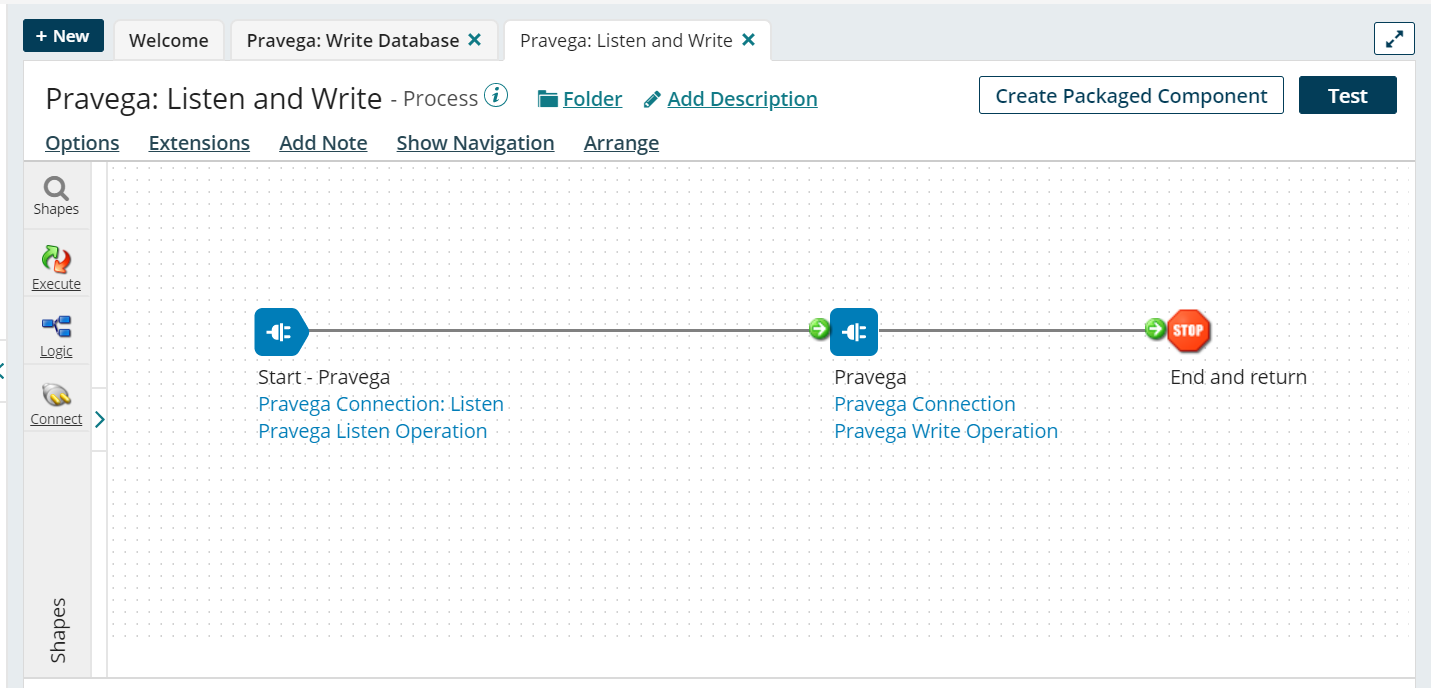 + New
Welcome
Pravega: Write Database ×
Pravega: Listen and Write ×
Pravega: Listen and Write - Process i
Folder
Add Description
Create Packaged Component
Test
Options
Extensions
Add Note
Show Navigation
Arrange
Shapes
Execute
Logic
Connect
Shapes
Start - Pravega
Pravega Connection: Listen
Pravega Listen Operation
Pravega
Pravega Connection
Pravega Write Operation
STOP
End and return